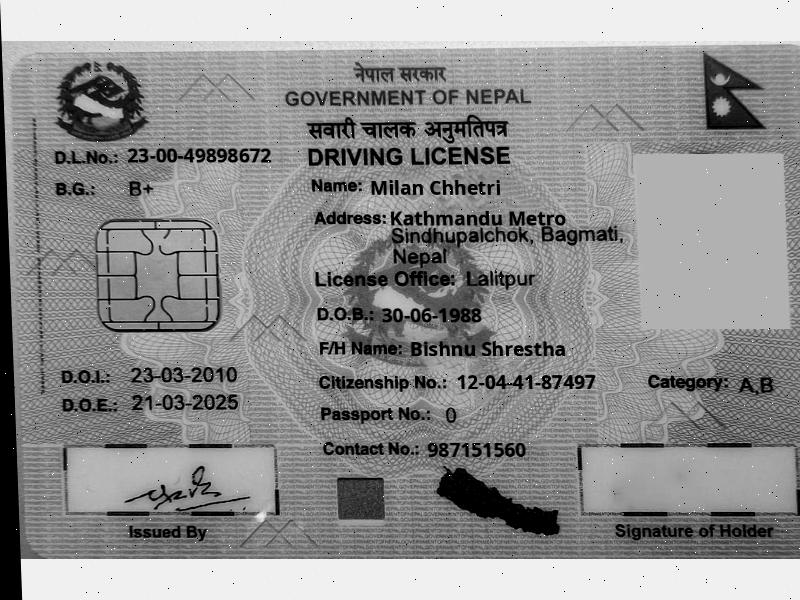 नेपाल सरकार
GOVERNMENT OF NEPAL
सवारी चालक अनुमतिपत्र
DRIVING LICENSE
D.L.No.: 23-00-49898672
B.G.: B+
Name: Milan Chhetri
Address: Kathmandu Metro
Sindhupalchok, Bagmati,
Nepal
License Office: Lalitpur
D.O.B.: 30-06-1988
F/H Name: Bishnu Shrestha
D.O.I.: 23-03-2010
Citizenship No.: 12-04-41-87497
Category: A,B
D.O.E.: 21-03-2025
Passport No.: 0
Contact No.: 987151560
Issued By
Signature of Holder